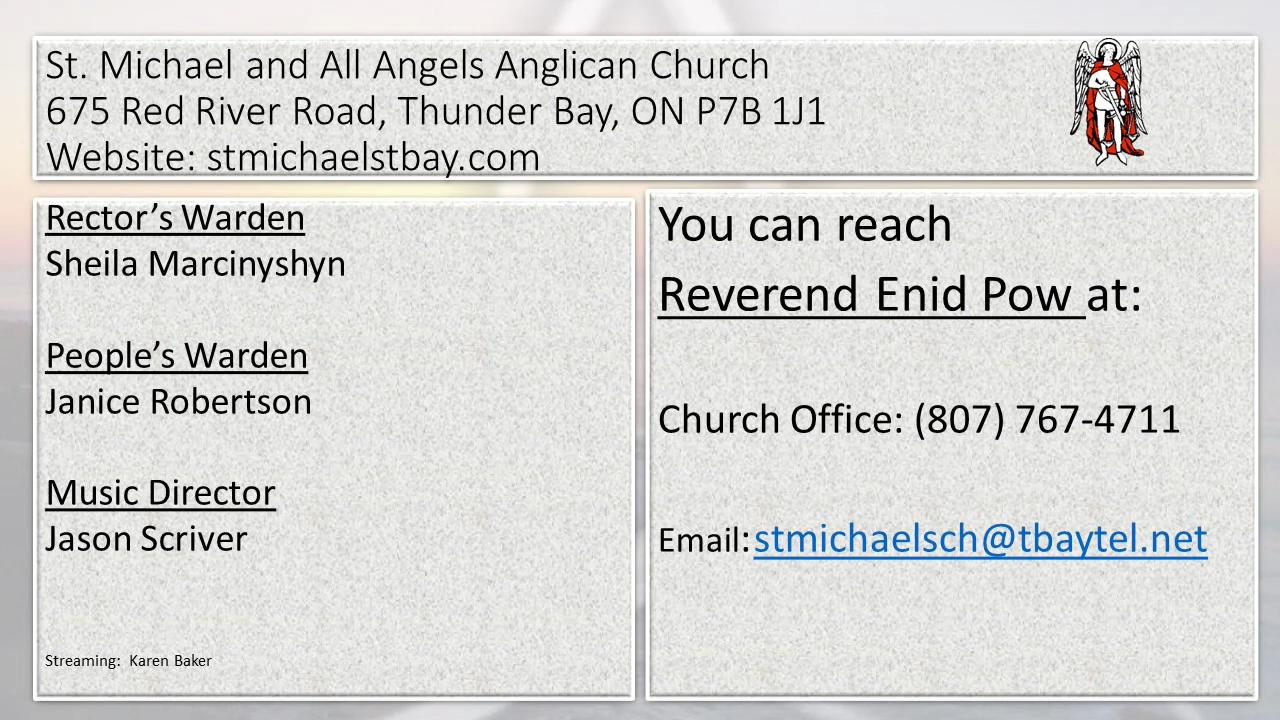 St. Michael and All Angels Anglican Church
675 Red River Road, Thunder Bay, ON P7B 1J1
Website: stmichaelstbay.com
Rector’s Warden
Sheila Marcinyshyn
People’s Warden
Janice Robertson
Music Director
Jason Scriver
Streaming: Karen Baker
You can reach
Reverend Enid Pow at:
Church Office: (807) 767-4711
Email: stmichaelsch@tbaytel.net